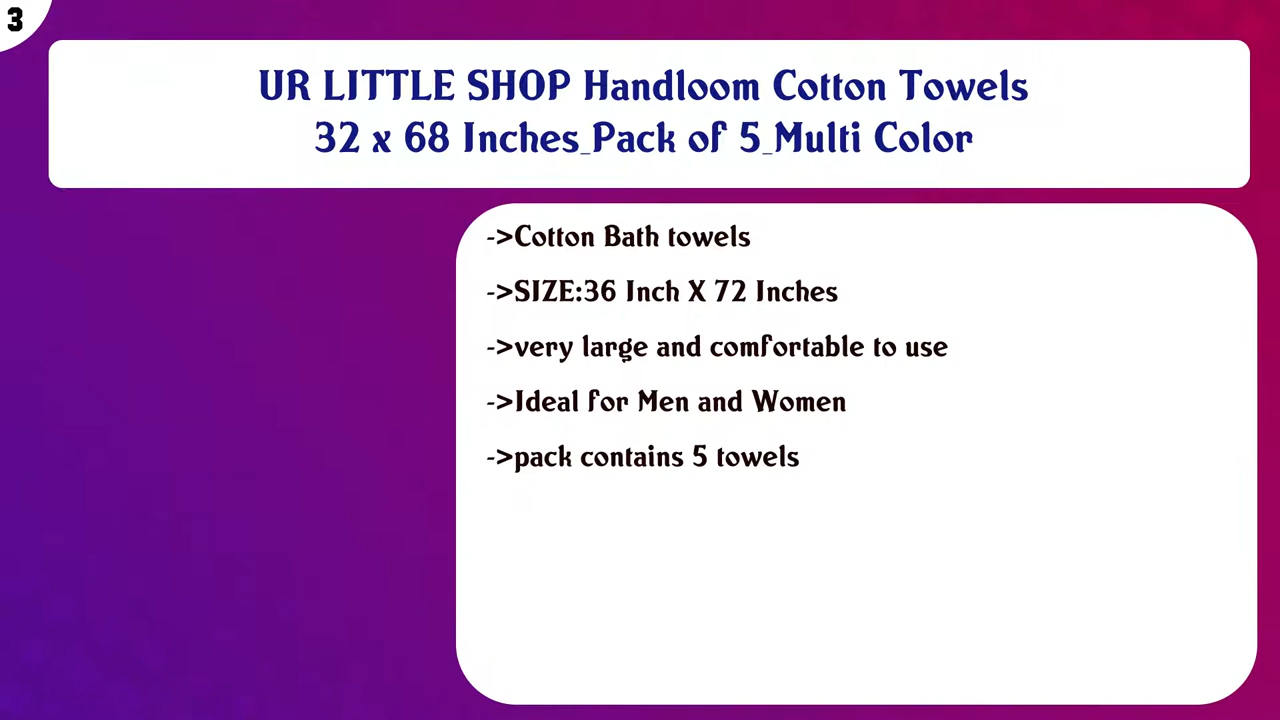 3
UR LITTLE SHOP Handloom Cotton Towels
32 x 68 Inches_Pack of 5_Multi Color
->Cotton Bath towels
->SIZE:36 Inch X 72 Inches
->very large and comfortable to use
->Ideal for Men and Women
->pack contains 5 towels